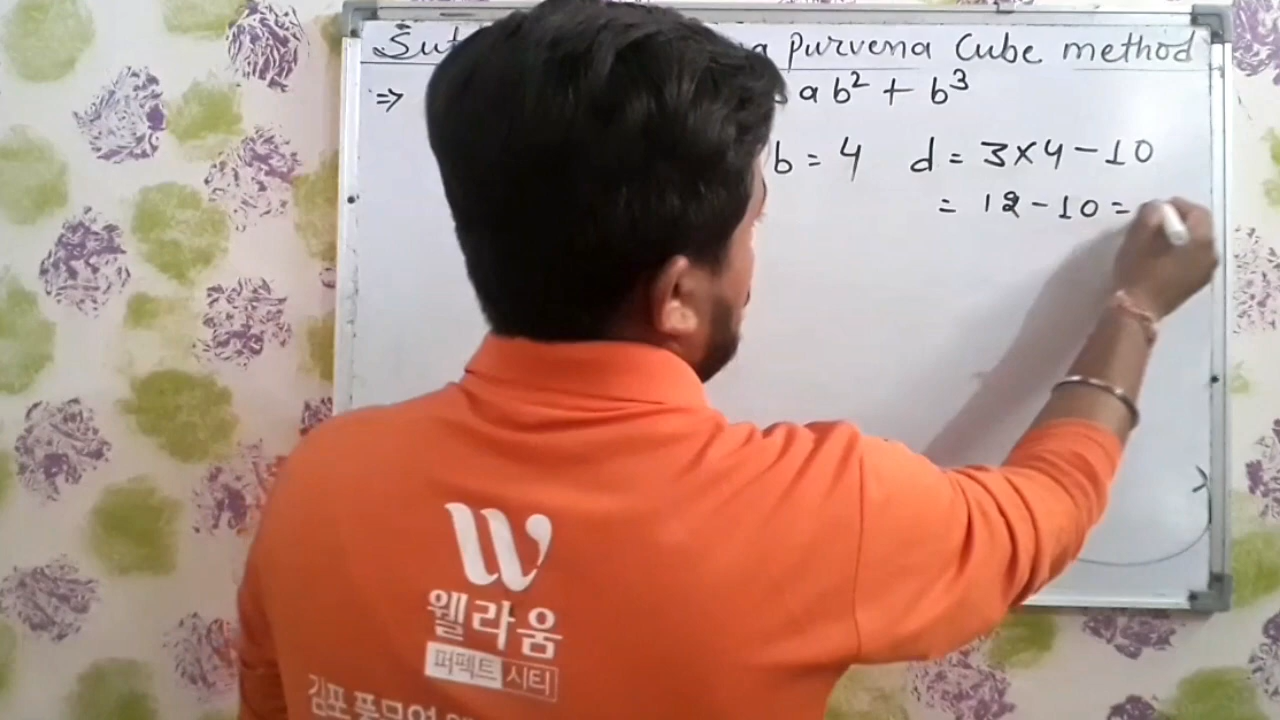 purvena Cube method
⇒ ab² + b³
b = 4 d = 3×4-10
= 12-10=
W
웰라움
퍼펙트 시티
김포 풍무역